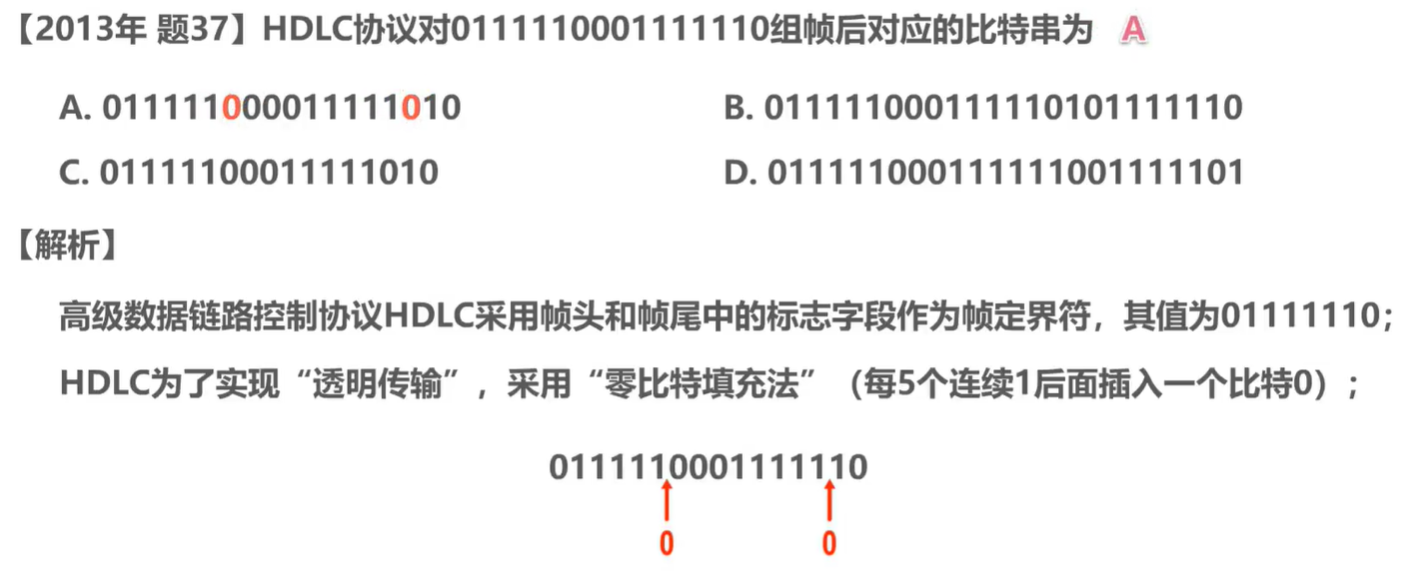 【2013年 题37】HDLC协议对0111110001111110组帧后对应的比特串为 A
A. 011111000011111010
B. 011111000111110101111110
C. 01111100011111010
D. 011111000111111001111101
【解析】
高级数据链路控制协议HDLC采用帧头和帧尾中的标志字段作为帧定界符，其值为01111110；
HDLC为了实现“透明传输”，采用“零比特填充法”（每5个连续1后面插入一个比特0）；
0111110001111110
0 0